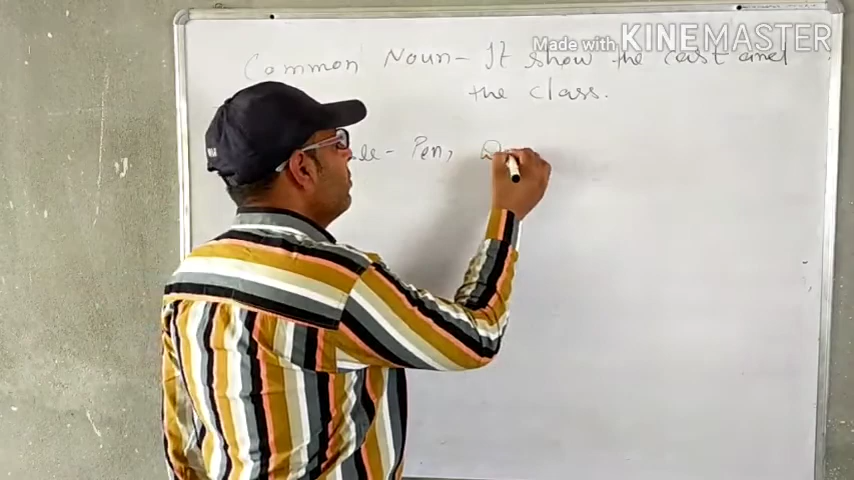 Made with KINEMASTER
Common Noun - It show the cast and
the class.
- Pen,